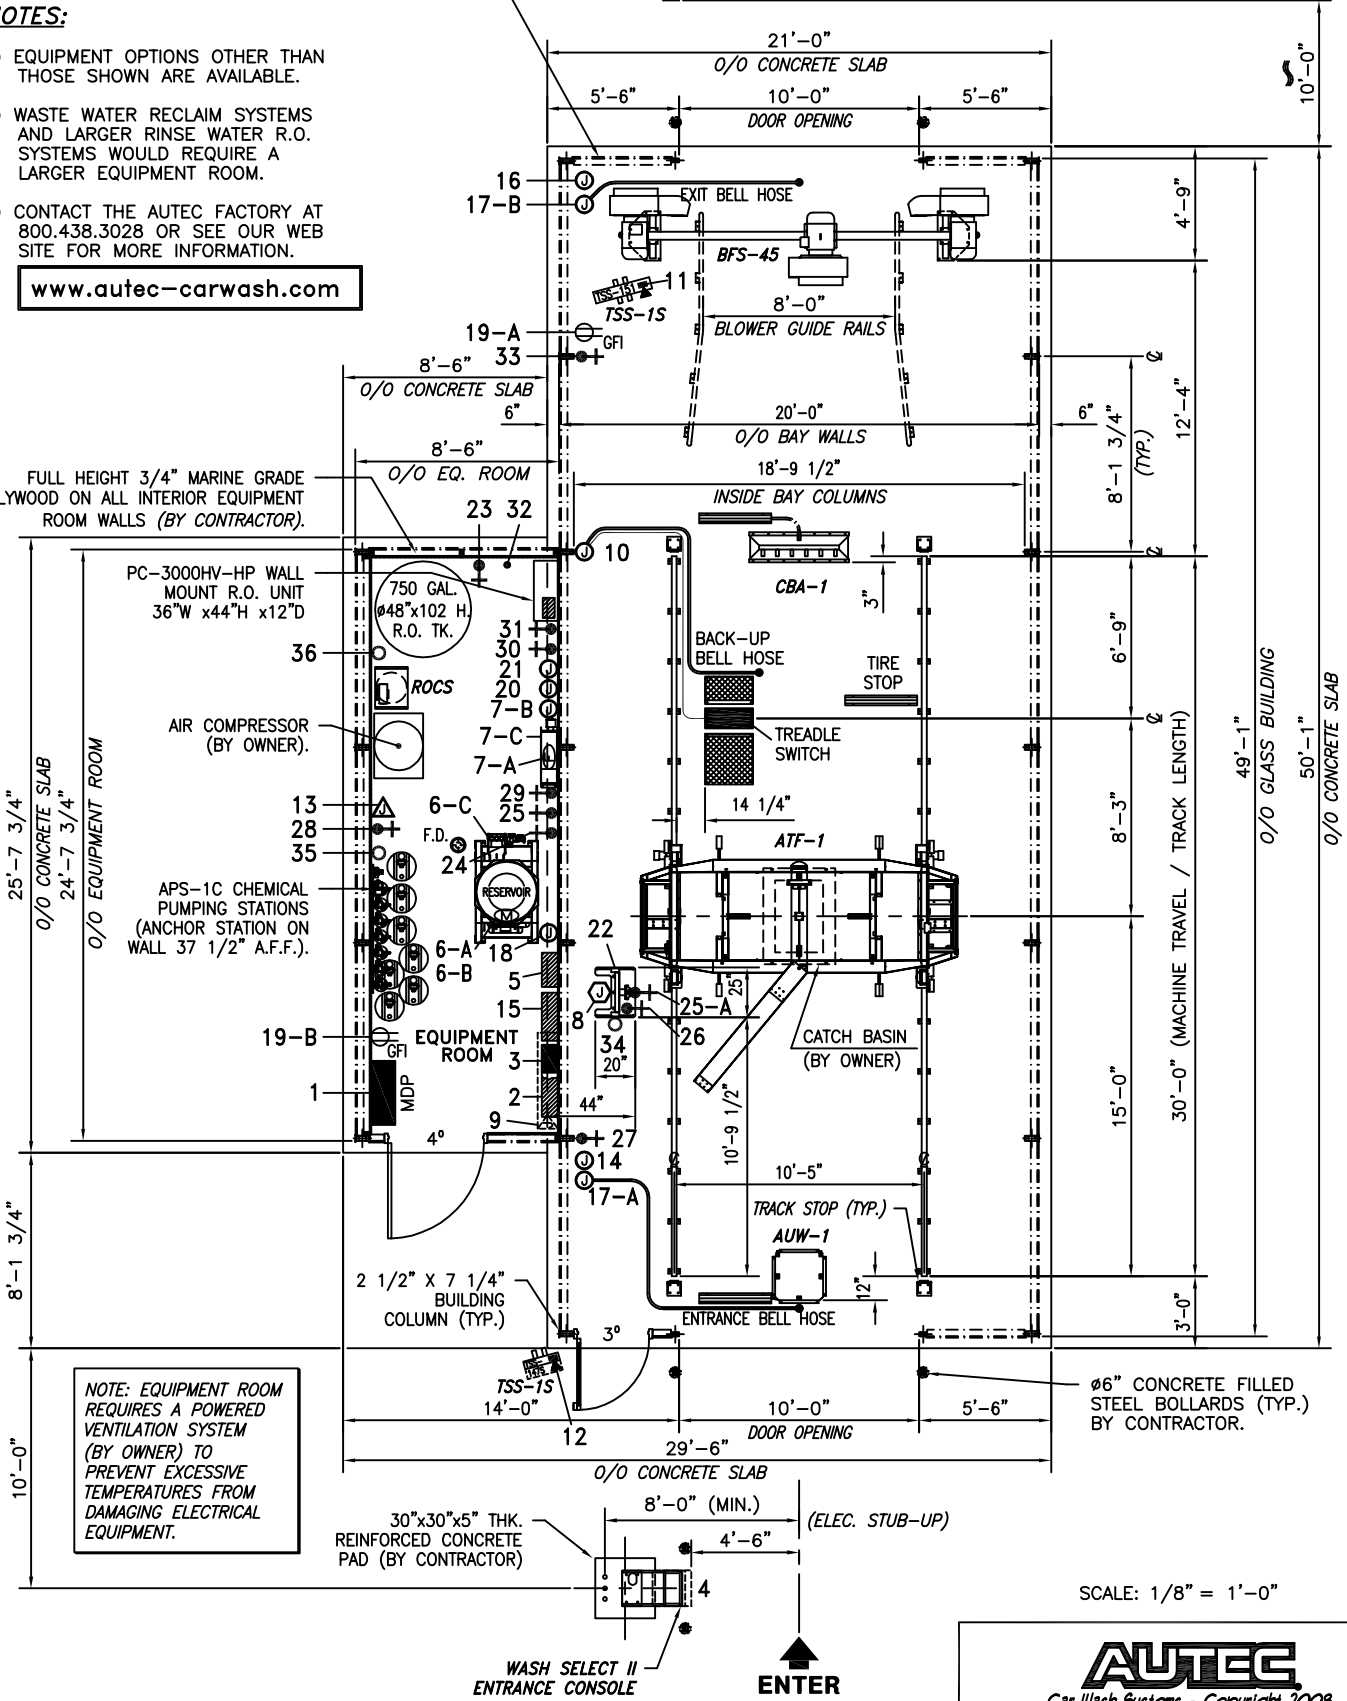 OTES:
EQUIPMENT OPTIONS OTHER THAN
THOSE SHOWN ARE AVAILABLE.
WASTE WATER RECLAIM SYSTEMS
AND LARGER RINSE WATER R.O.
SYSTEMS WOULD REQUIRE A
LARGER EQUIPMENT ROOM.
CONTACT THE AUTEC FACTORY AT
800.438.3028 OR SEE OUR WEB
SITE FOR MORE INFORMATION.
www.autec-carwash.com
21'-0"
O/O CONCRETE SLAB
5'-6"
10'-0"
DOOR OPENING
5'-6"
10'-0"
16 J
17-B J
EXIT BELL HOSE
BFS-45
4'-9"
TSS-151
11
TSS-1S
8'-0"
BLOWER GUIDE RAILS
19-A
GFI
33
8'-6"
O/O CONCRETE SLAB
6"
20'-0"
O/O BAY WALLS
6"
8'-1 3/4"
(TYP.)
12'-4"
8'-6"
O/O EQ. ROOM
18'-9 1/2"
INSIDE BAY COLUMNS
FULL HEIGHT 3/4" MARINE GRADE
LYWOOD ON ALL INTERIOR EQUIPMENT
ROOM WALLS (BY CONTRACTOR).
23
32
J 10
CBA-1
3"
PC-3000HV-HP WALL
MOUNT R.O. UNIT
36"W x44"H x12"D
750 GAL.
ø48"x102 H.
R.O. TK.
31
30
21 J
20 J
7-B J
7-C
7-A
36
ROCS
BACK-UP
BELL HOSE
TIRE
STOP
6'-9"
AIR COMPRESSOR
(BY OWNER).
TREADLE
SWITCH
14 1/4"
13 J
28
35
6-C
F.D.
29
25
24
ATF-1
8'-3"
25'-7 3/4"
O/O CONCRETE SLAB
24'-7 3/4"
O/O EQUIPMENT ROOM
RESERVOIR
M
APS-1C CHEMICAL
PUMPING STATIONS
(ANCHOR STATION ON
WALL 37 1/2" A.F.F.).
6-A
6-B
18 J
5
15
22
8 J
25"
25-A
26
34
20"
CATCH BASIN
(BY OWNER)
19-B
GFI
EQUIPMENT
ROOM
3
2
9
44"
1
MDP
4°
10'-9 1/2"
15'-0"
30'-0" (MACHINE TRAVEL / TRACK LENGTH)
49'-1"
O/O GLASS BUILDING
50'-1"
O/O CONCRETE SLAB
27
J 14
J 17-A
10'-5"
TRACK STOP (TYP.)
AUW-1
12"
ENTRANCE BELL HOSE
3'-0"
8'-1 3/4"
2 1/2" X 7 1/4"
BUILDING
COLUMN (TYP.)
3°
TSS-1S
12
14'-0"
10'-0"
DOOR OPENING
5'-6"
29'-6"
O/O CONCRETE SLAB
ø6" CONCRETE FILLED
STEEL BOLLARDS (TYP.)
BY CONTRACTOR.
10'-0"
NOTE: EQUIPMENT ROOM
REQUIRES A POWERED
VENTILATION SYSTEM
(BY OWNER) TO
PREVENT EXCESSIVE
TEMPERATURES FROM
DAMAGING ELECTRICAL
EQUIPMENT.
8'-0" (MIN.)
(ELEC. STUB-UP)
4'-6"
30"x30"x5" THK.
REINFORCED CONCRETE
PAD (BY CONTRACTOR)
4
WASH SELECT II
ENTRANCE CONSOLE
ENTER
SCALE: 1/8" = 1'-0"
AUTEC
Car Wash Systems - Copyright 2008